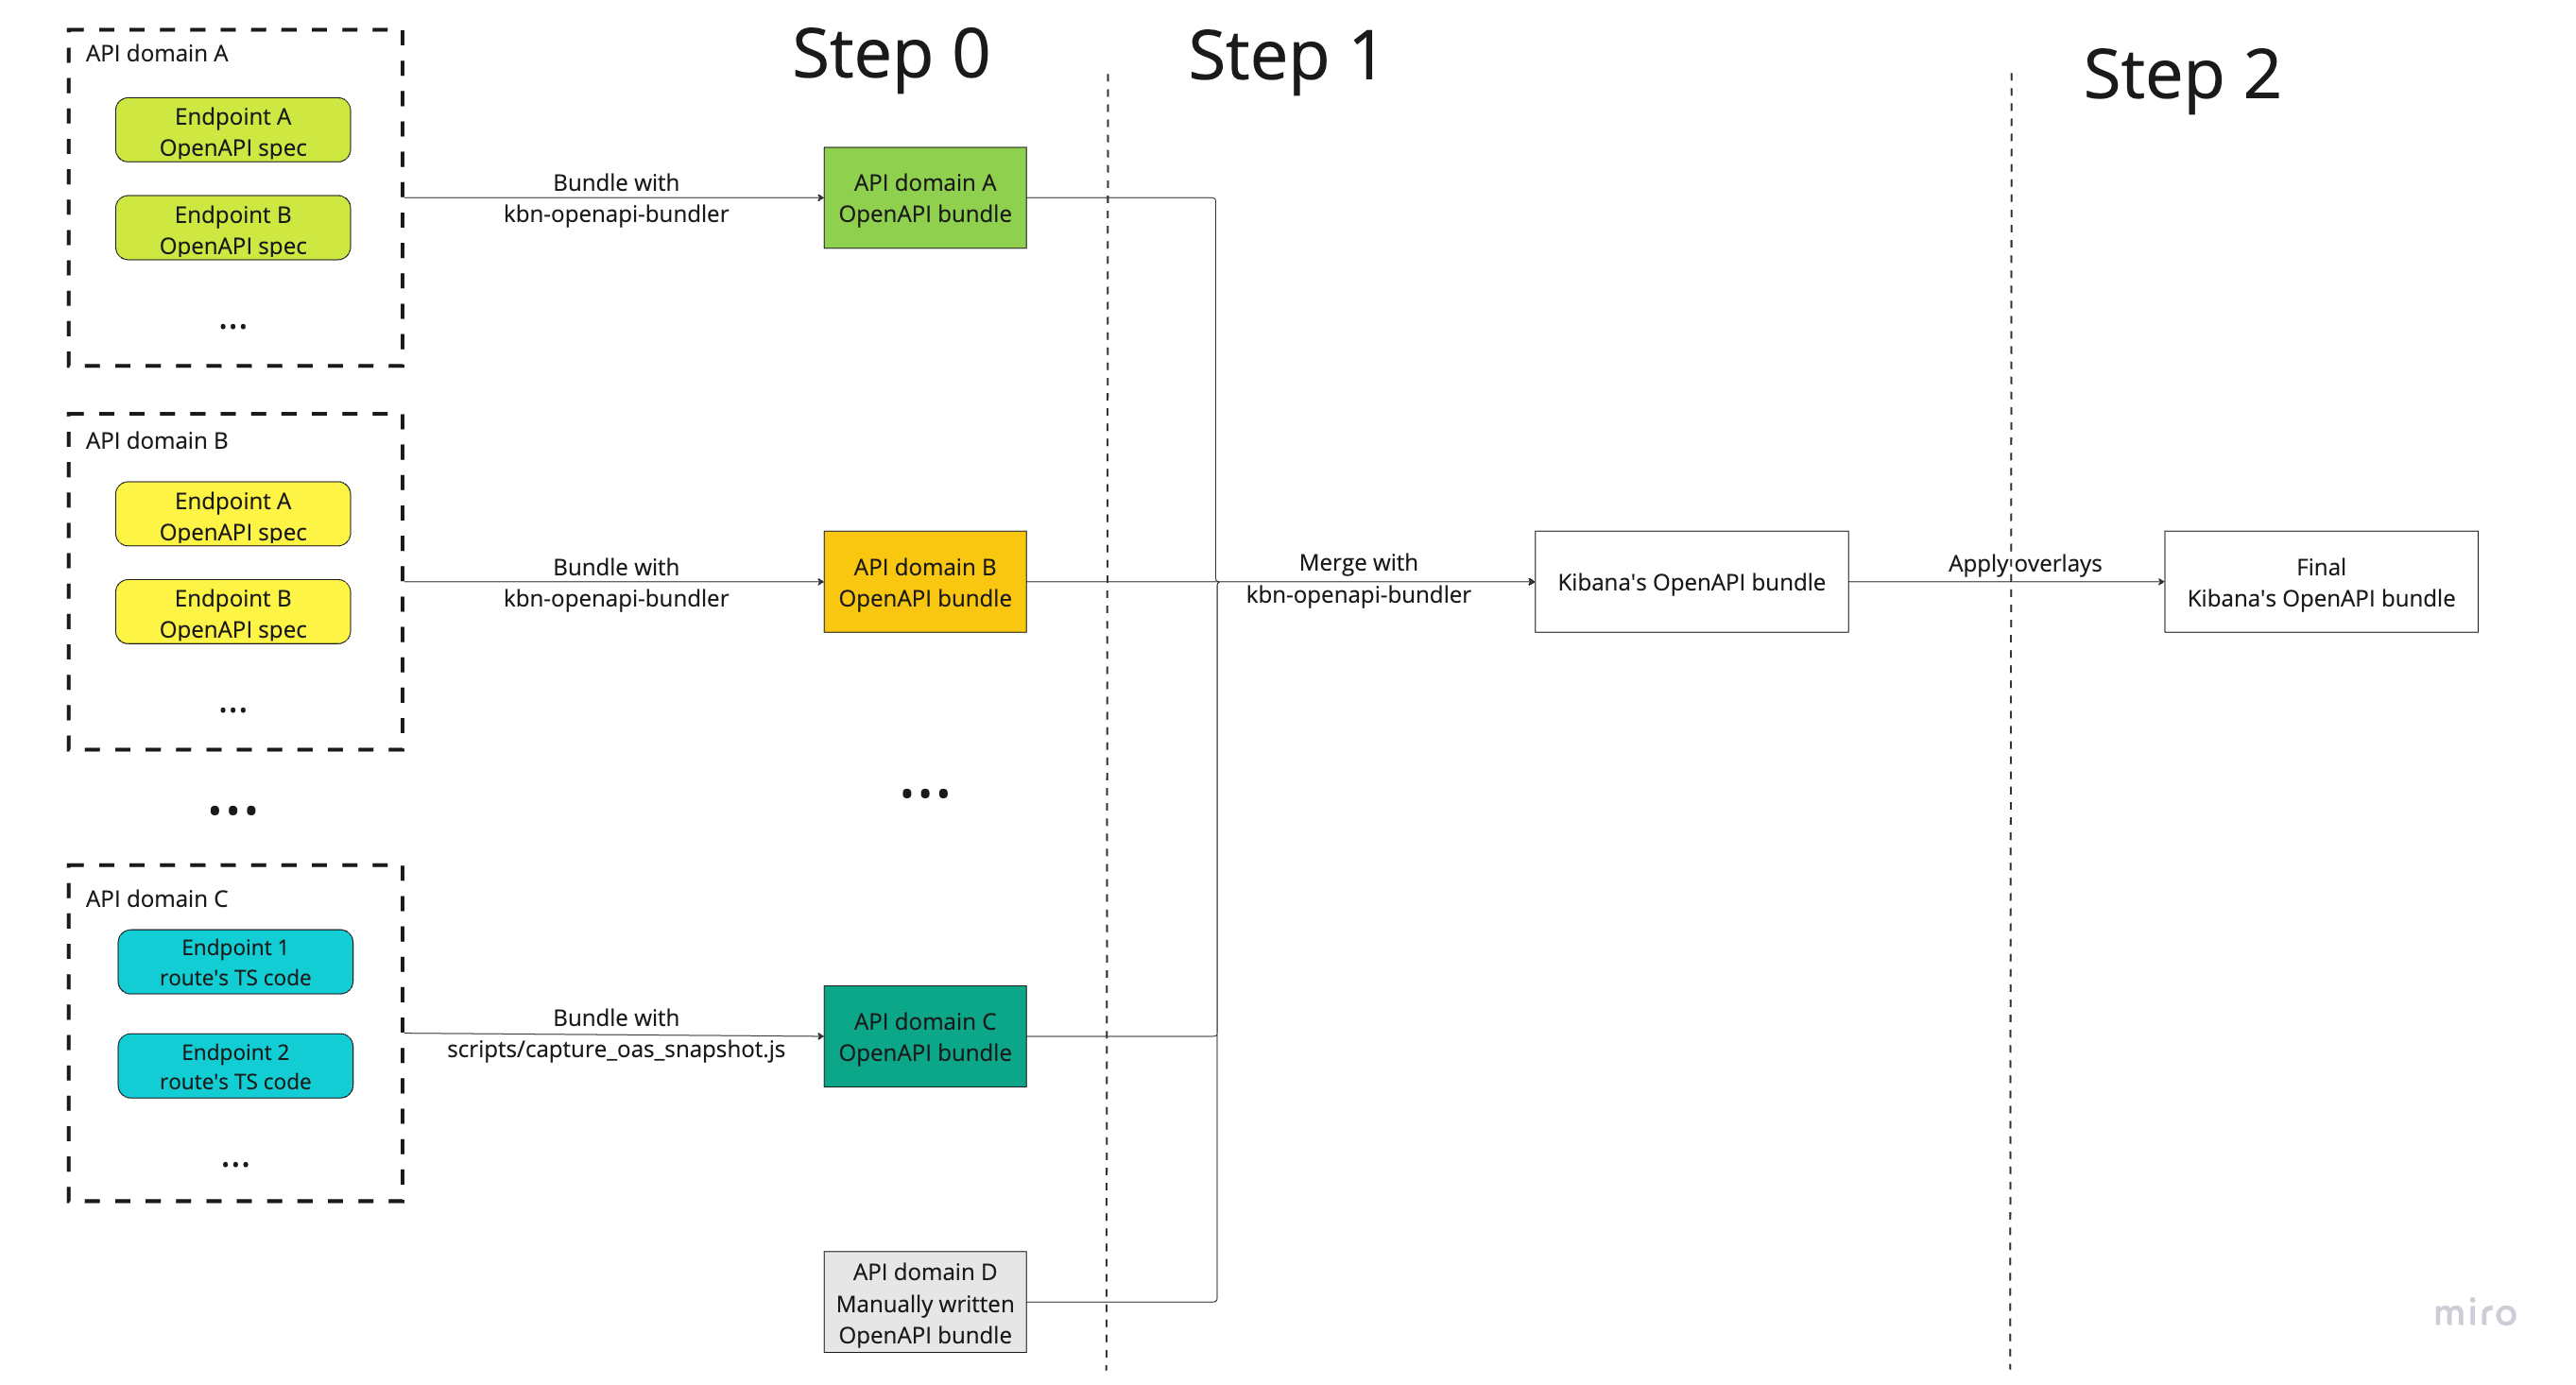 Step 0
Step 1
Step 2
API domain A
Endpoint A
OpenAPI spec
Endpoint B
OpenAPI spec
...
Bundle with
kbn-openapi-bundler
API domain A
OpenAPI bundle
API domain B
Endpoint A
OpenAPI spec
Endpoint B
OpenAPI spec
...
Bundle with
kbn-openapi-bundler
API domain B
OpenAPI bundle
Merge with
kbn-openapi-bundler
Kibana's OpenAPI bundle
Apply overlays
Final
Kibana's OpenAPI bundle
...
...
API domain C
Endpoint 1
route's TS code
Endpoint 2
route's TS code
...
Bundle with
scripts/capture_oas_snapshot.js
API domain C
OpenAPI bundle
API domain D
Manually written
OpenAPI bundle
miro